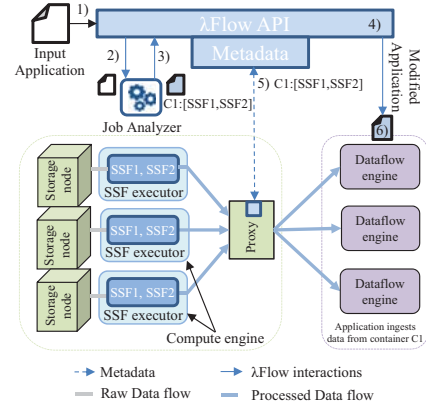 1)
λFlow API
4)
Input
Application
Metadata
2)
3)
Modified
Application
5) C1:[SSF1,SSF2]
C1:[SSF1,SSF2]
Job Analyzer
6)
Storage
node
SSF1, SSF2
SSF executor
Storage
node
SSF1, SSF2
SSF executor
Storage
node
SSF1, SSF2
SSF executor
Proxy
Dataflow
engine
Dataflow
engine
Dataflow
engine
Compute engine
Application ingests
data from container C1
Metadata
λFlow interactions
Raw Data flow
Processed Data flow